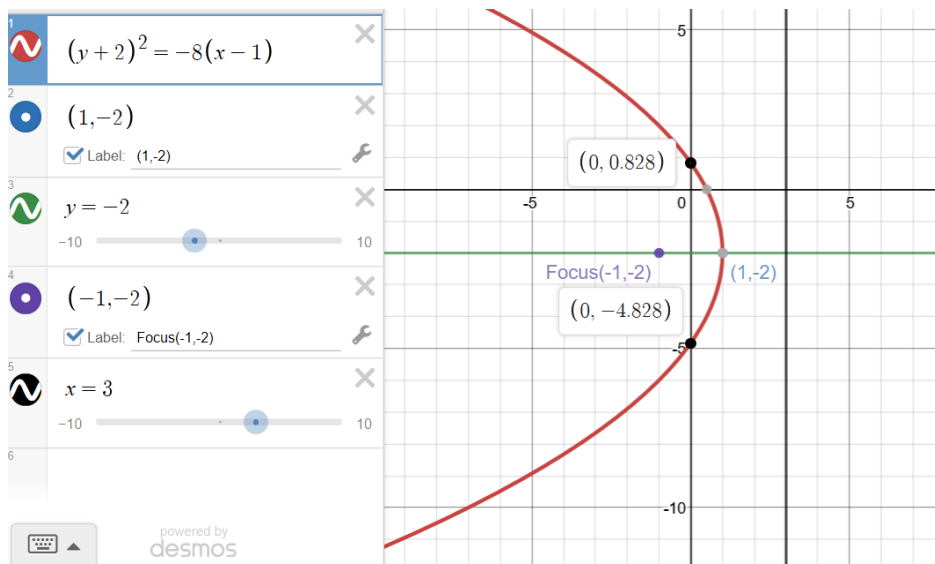 1
(y + 2)² = −8(x − 1)
2
(1,−2)
Label: (1,-2)
3
y = −2
−10 10
4
(−1,−2)
Label: Focus(-1,-2)
5
x = 3
−10 10
6
powered by
desmos
5
(0, 0.828)
-5 0 5
Focus(-1,-2) (1,-2)
(0, −4.828)
-5
-10